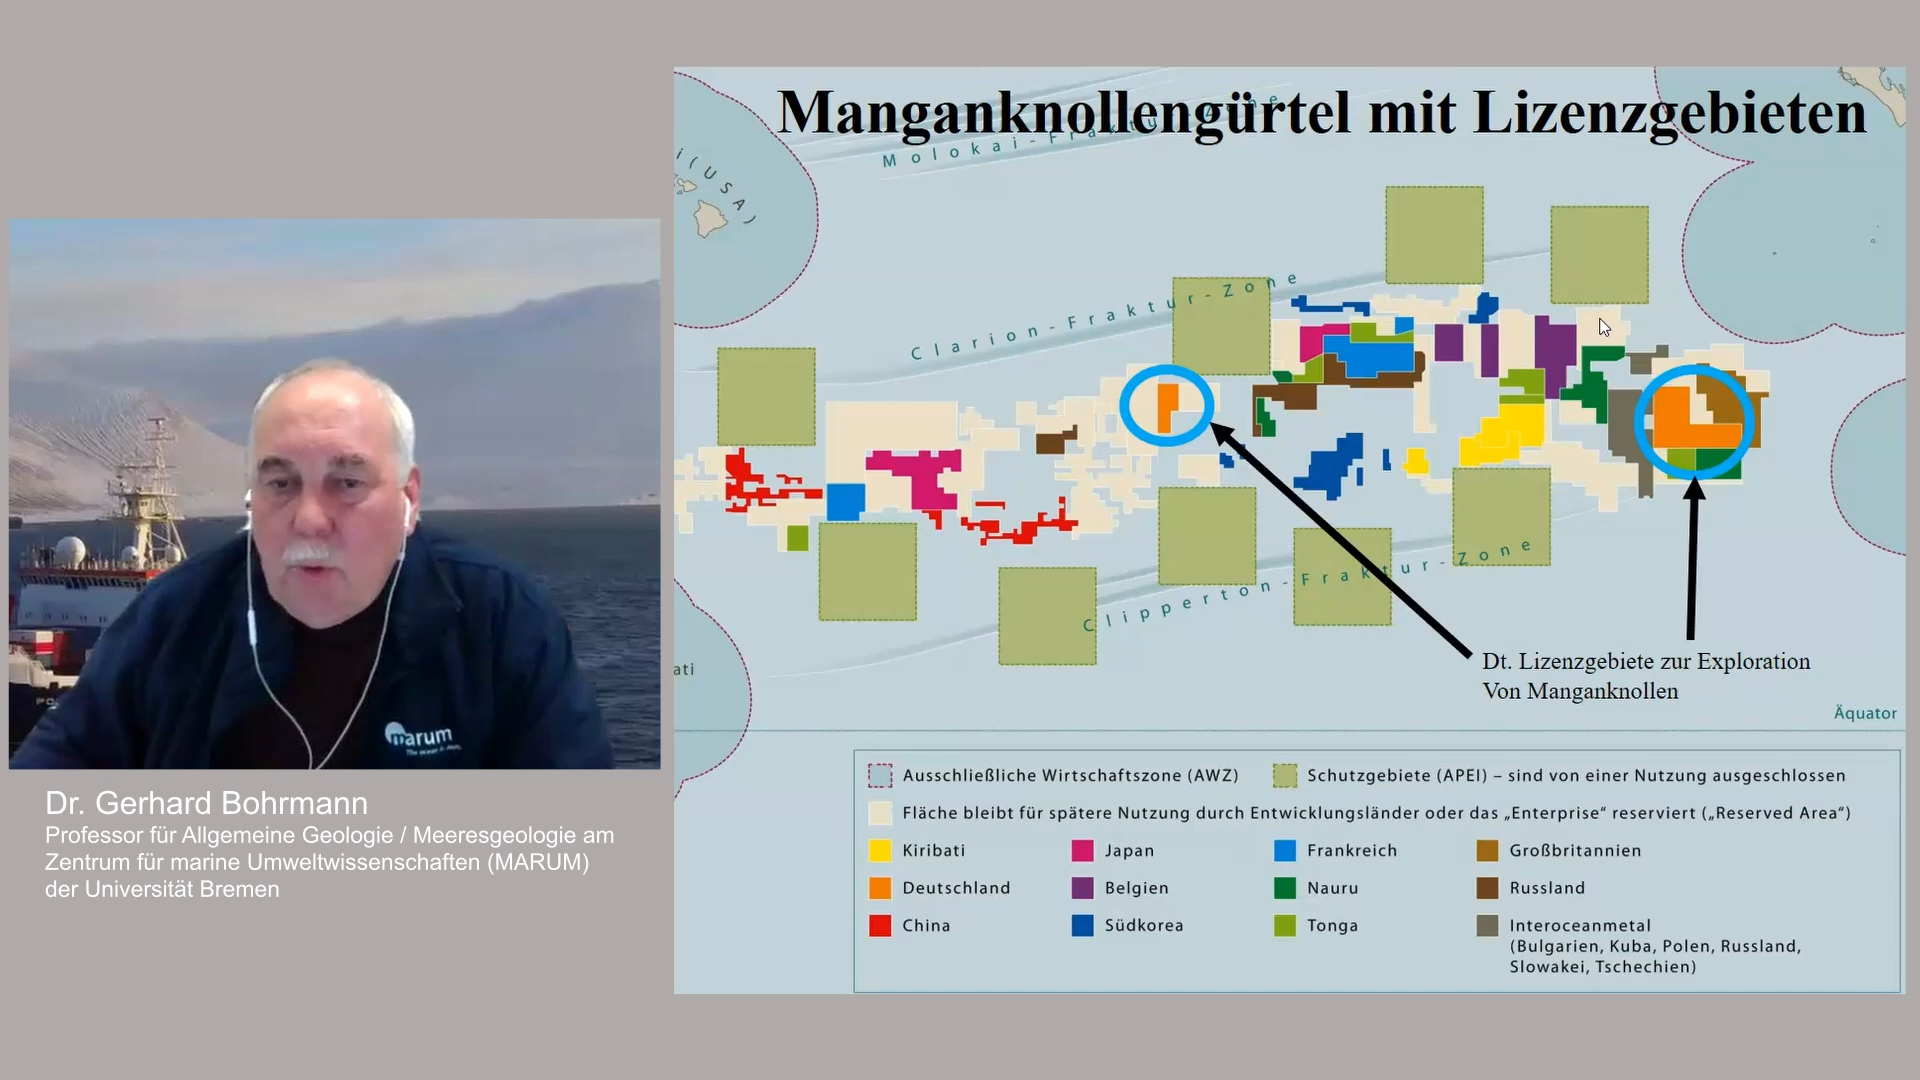 Manganknollengürtel mit Lizenzgebieten
Molokai-Fraktur-Zone
i (USA)
Clarion-Fraktur-Zone
Clipperton-Fraktur-Zone
ati
Dt. Lizenzgebiete zur Exploration
Von Manganknollen
Äquator
Ausschließliche Wirtschaftszone (AWZ)
Schutzgebiete (APEI) – sind von einer Nutzung ausgeschlossen
Fläche bleibt für spätere Nutzung durch Entwicklungsländer oder das „Enterprise“ reserviert („Reserved Area“)
Kiribati
Japan
Frankreich
Großbritannien
Deutschland
Belgien
Nauru
Russland
China
Südkorea
Tonga
Interoceanmetal
(Bulgarien, Kuba, Polen, Russland,
Slowakei, Tschechien)
marum
Dr. Gerhard Bohrmann
Professor für Allgemeine Geologie / Meeresgeologie am
Zentrum für marine Umweltwissenschaften (MARUM)
der Universität Bremen